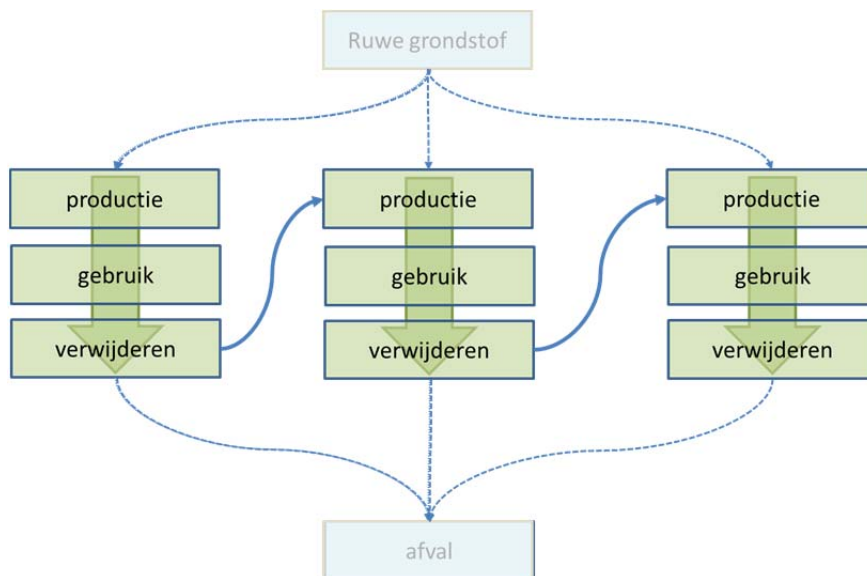 Ruwe grondstof
productie
productie
productie
gebruik
gebruik
gebruik
verwijderen
verwijderen
verwijderen
afval